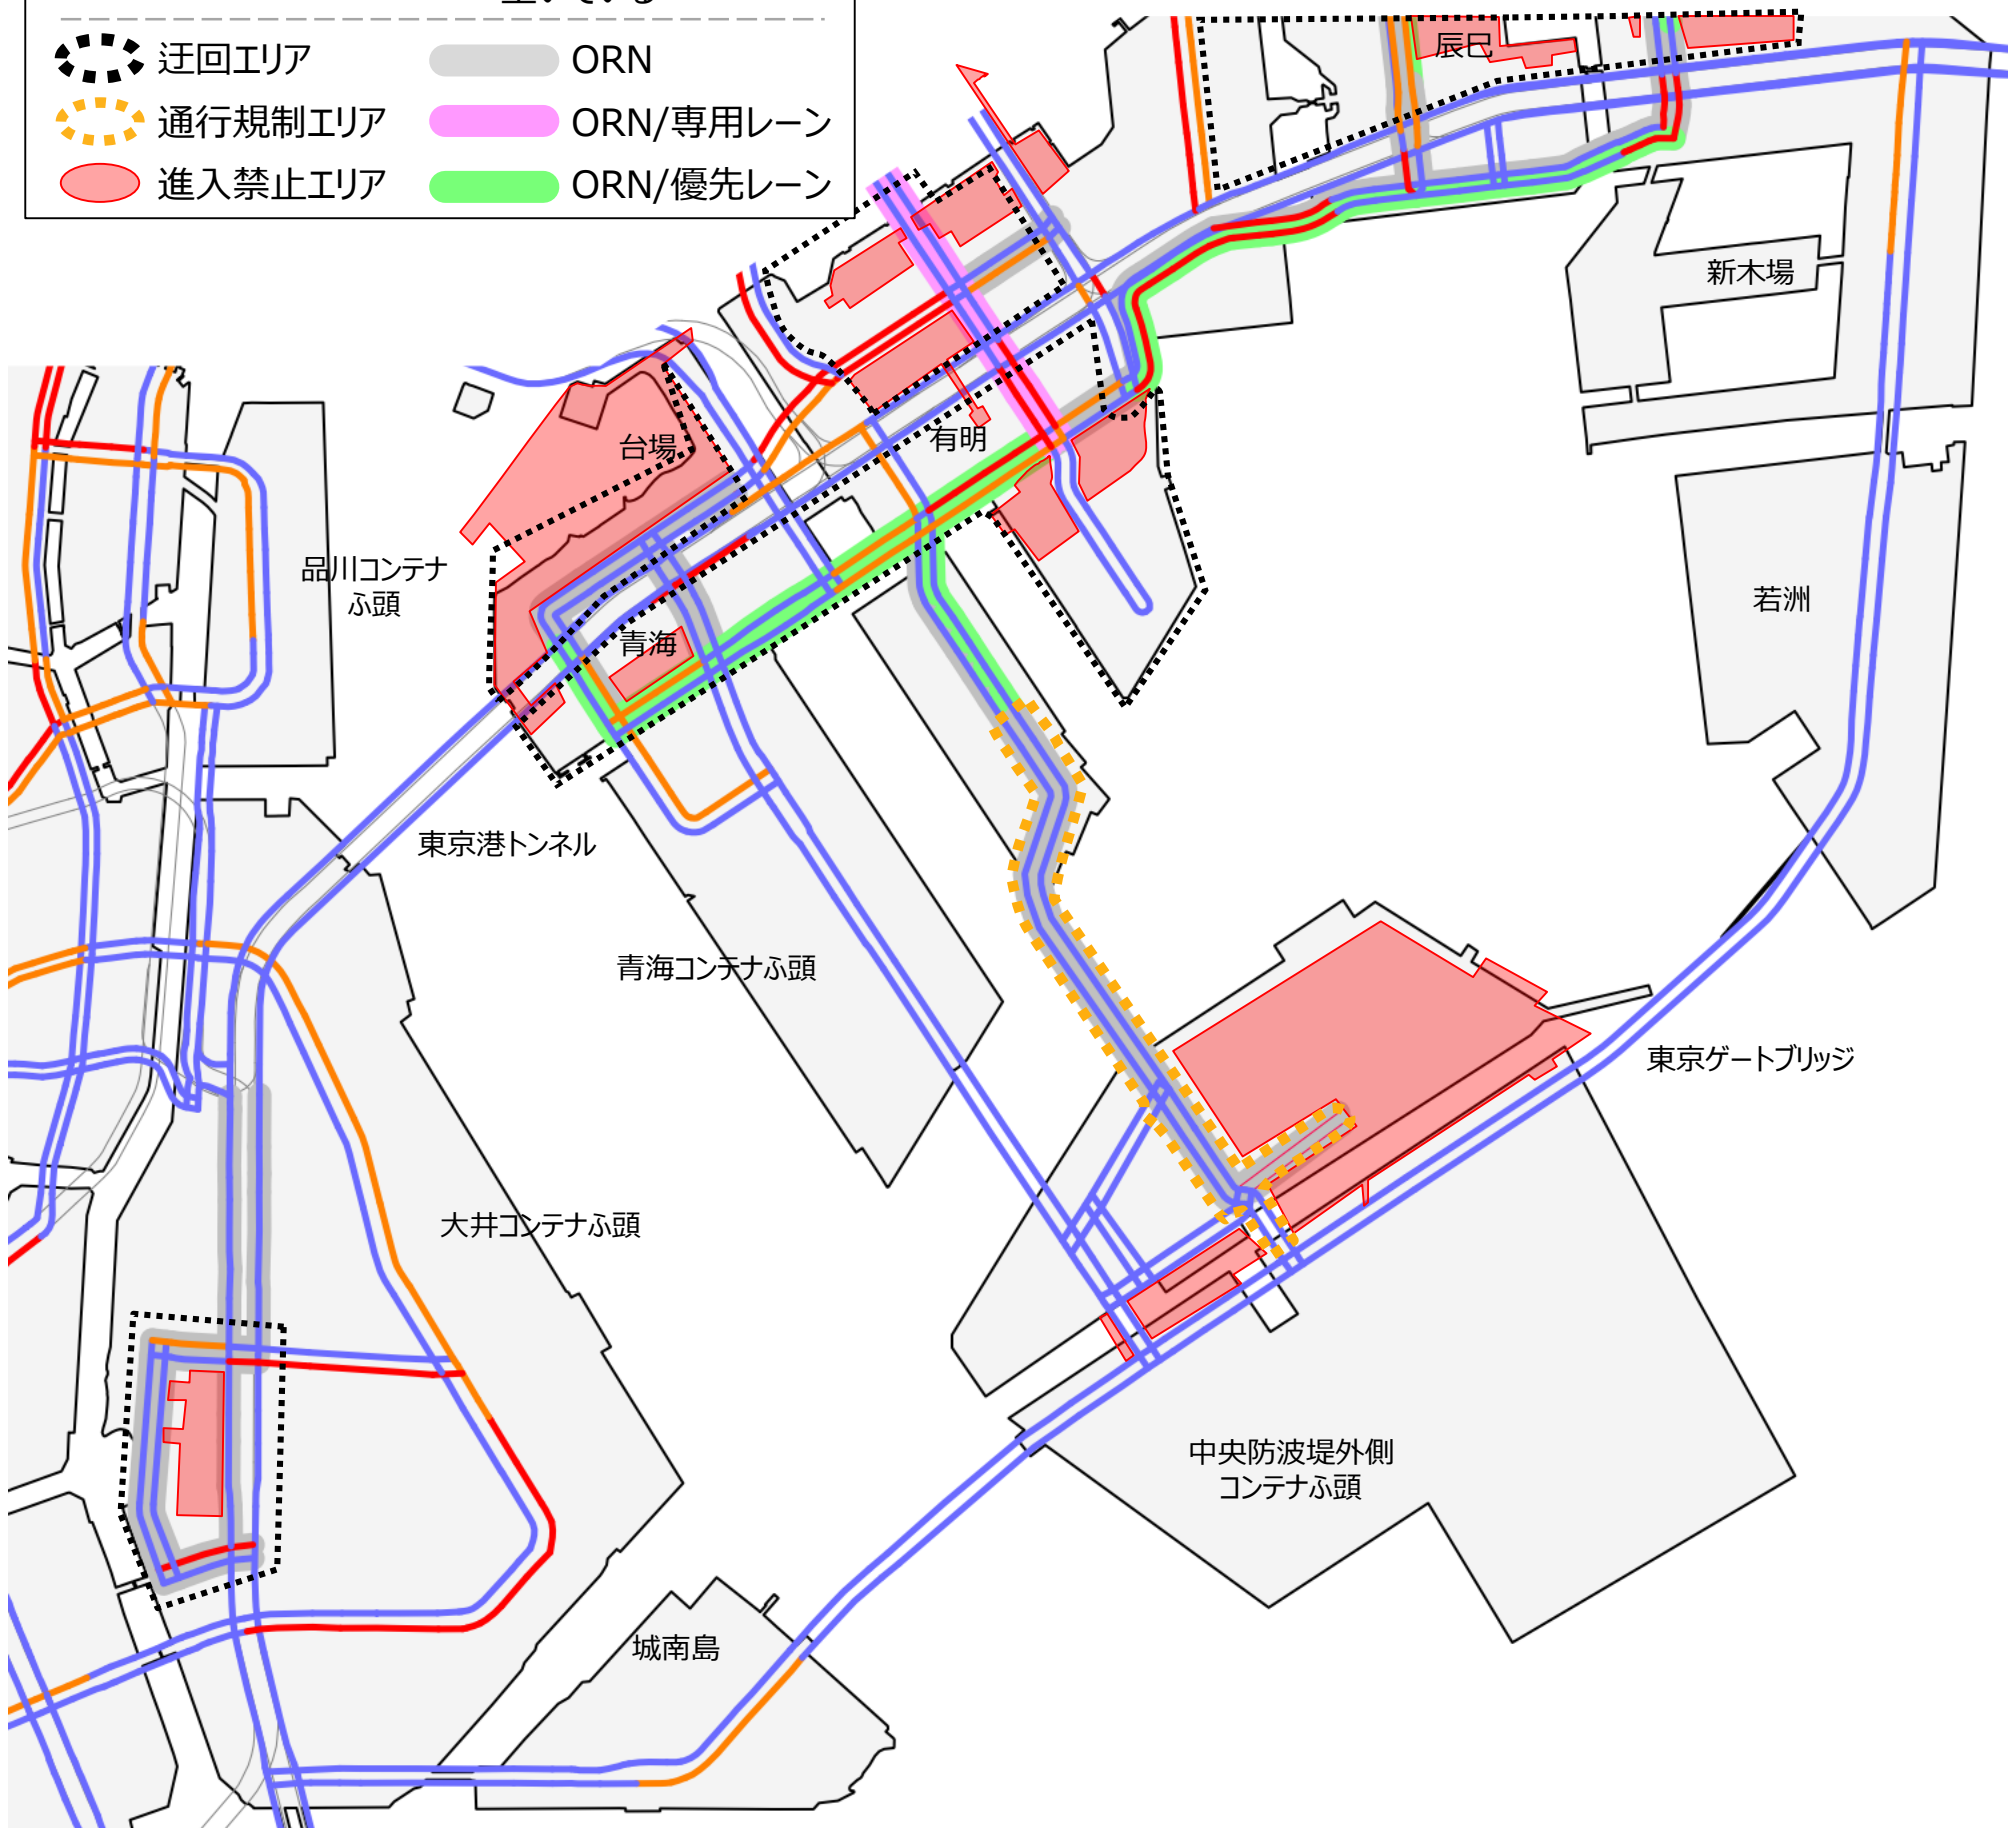 空いている
迂回エリア
ORN
通行規制エリア
ORN/専用レーン
進入禁止エリア
ORN/優先レーン
辰巳
新木場
有明
台場
品川コンテナ
ふ頭
若洲
青海
東京港トンネル
青海コンテナふ頭
東京ゲートブリッジ
大井コンテナふ頭
中央防波堤外側
コンテナふ頭
城南島